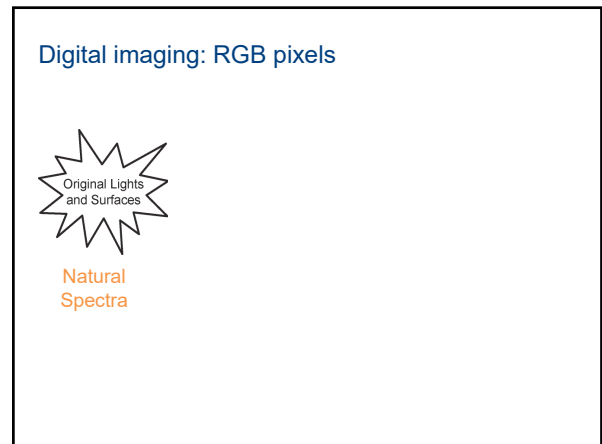 Digital imaging: RGB pixels
Original Lights
and Surfaces
Natural
Spectra